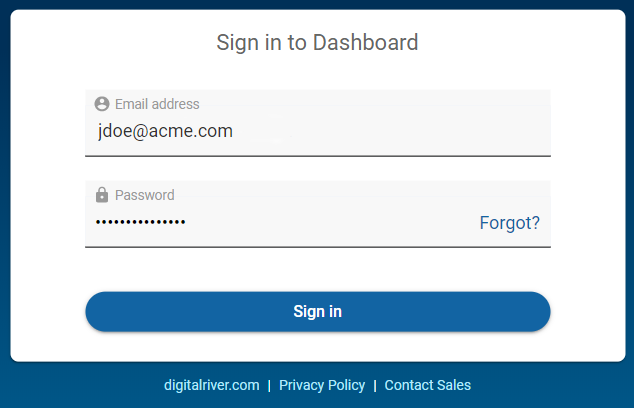 Sign in to Dashboard
Email address
jdoe@acme.com
Password
•••••••••••••••
Forgot?
Sign in
digitalriver.com | Privacy Policy | Contact Sales